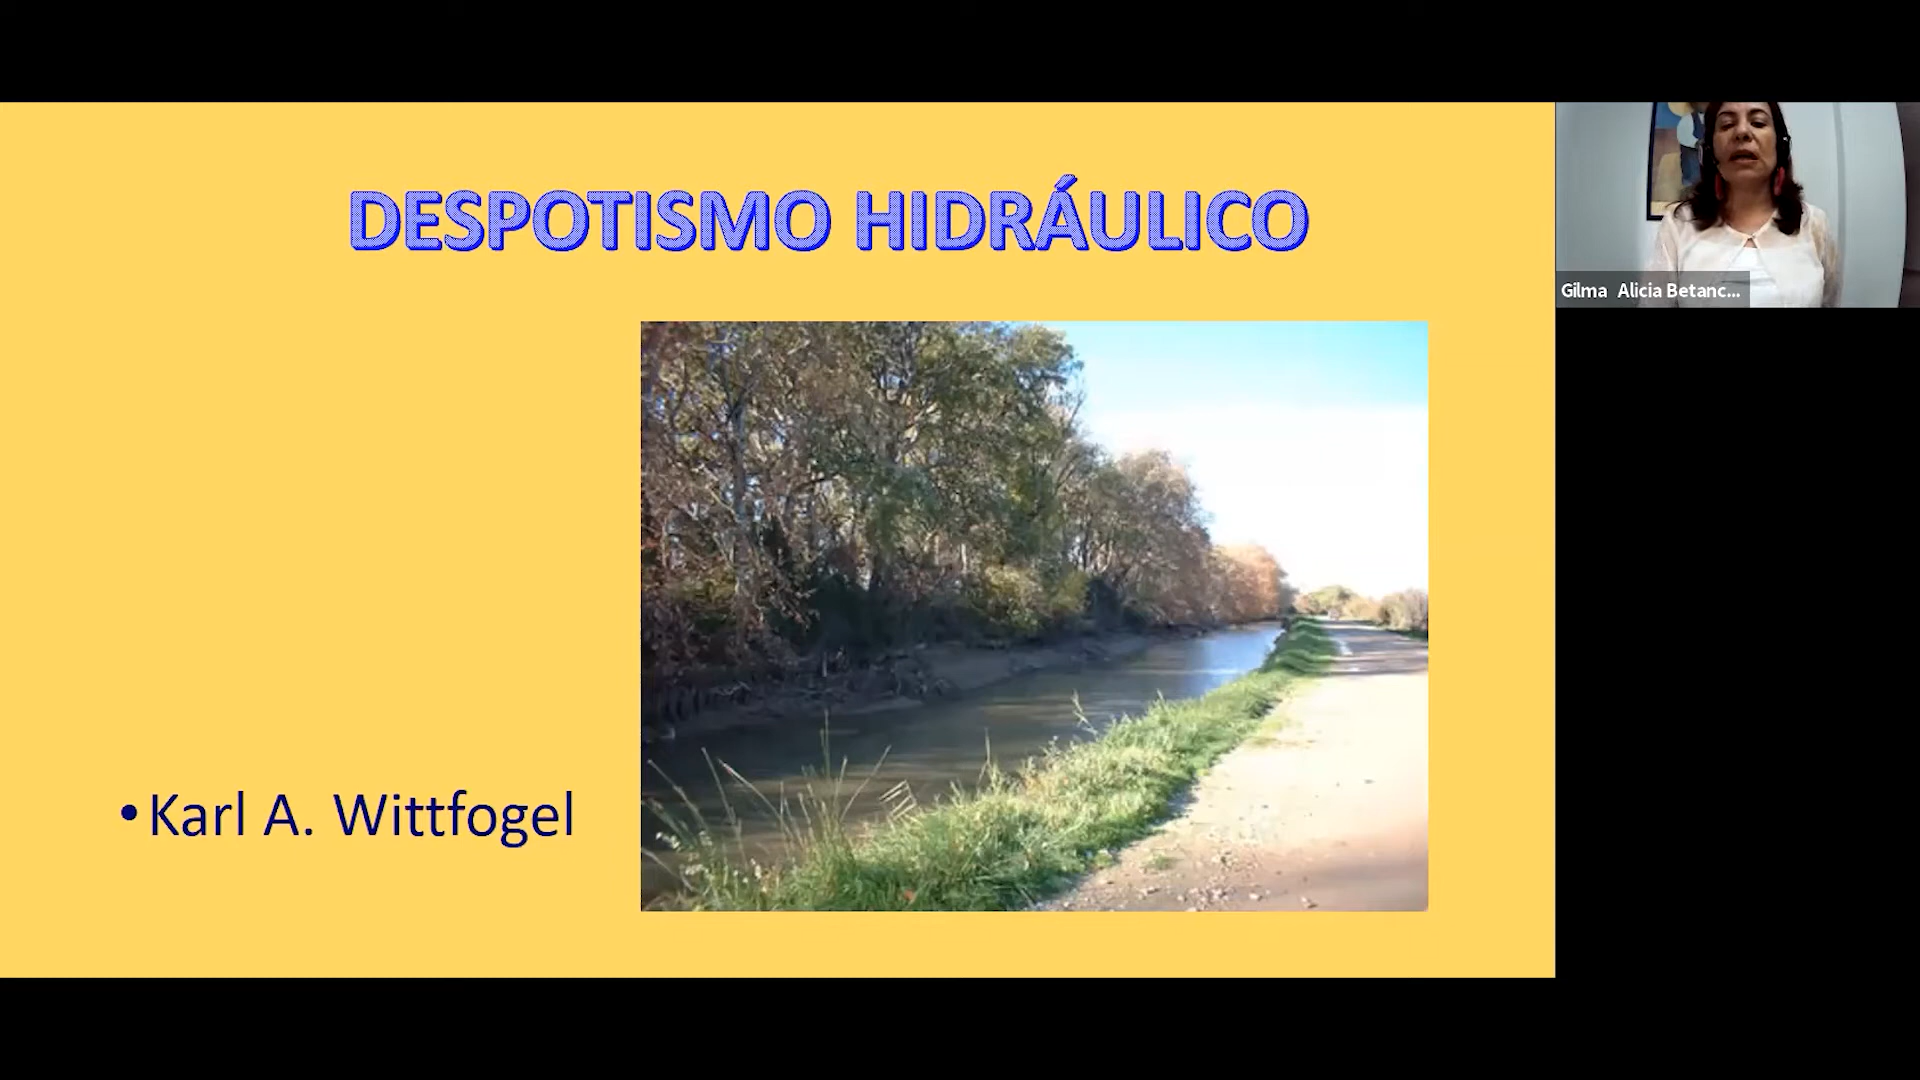 DESPOTISMO HIDRÁULICO
Gilma Alicia Betanc...
• Karl A. Wittfogel